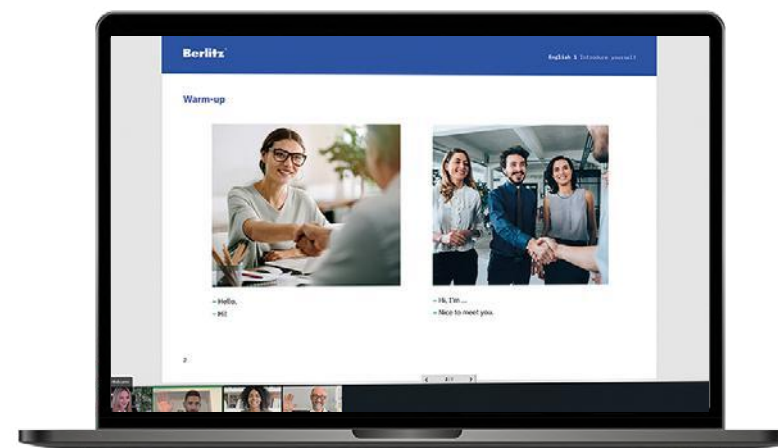 Berlitz
English 1 Introduce yourself
Warm-up
– Hello.
– Hi!
– Hi, I'm ...
– Nice to meet you.
2